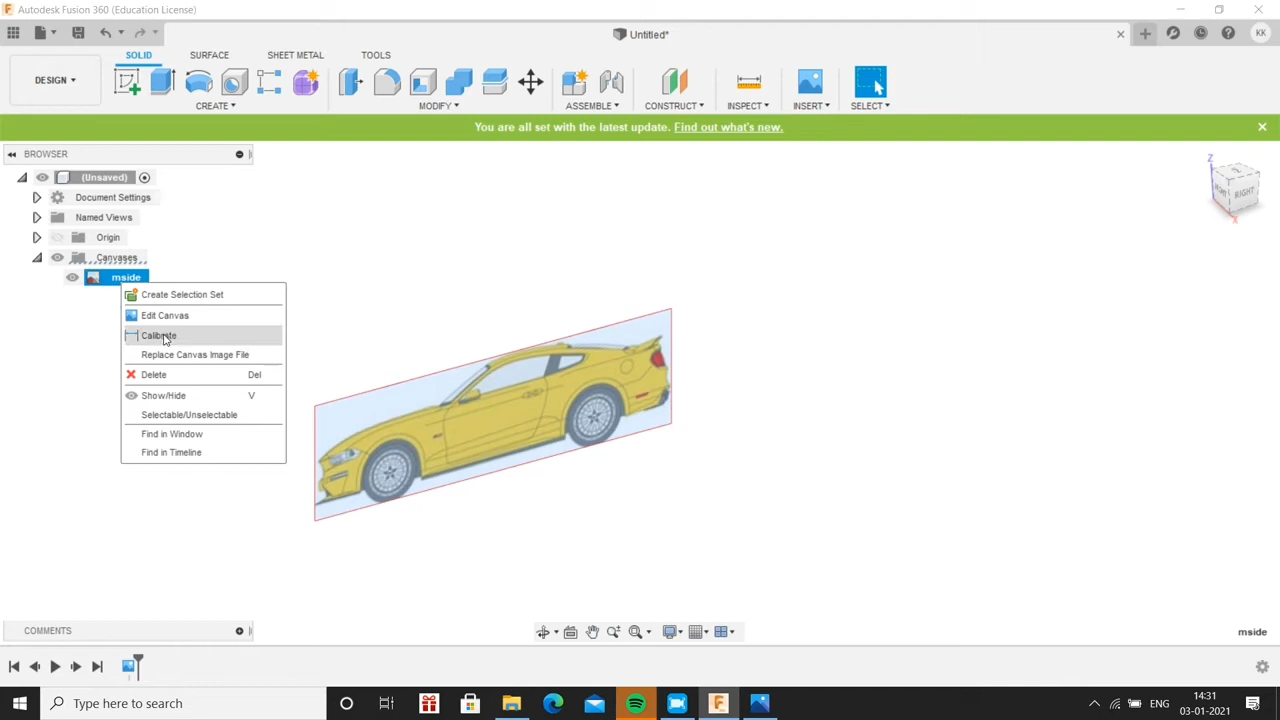 Autodesk Fusion 360 (Education License)
Untitled*
KK
DESIGN
SOLID
SURFACE
SHEET METAL
TOOLS
CREATE
MODIFY
ASSEMBLE
CONSTRUCT
INSPECT
INSERT
SELECT
You are all set with the latest update. Find out what's new.
BROWSER
(Unsaved)
Document Settings
Named Views
Origin
Canvases
mside
Create Selection Set
Edit Canvas
Calibrate
Replace Canvas Image File
Delete Del
Show/Hide V
Selectable/Unselectable
Find in Window
Find in Timeline
Z
RIGHT
X
COMMENTS
mside
Type here to search
ENG
14:31
03-01-2021